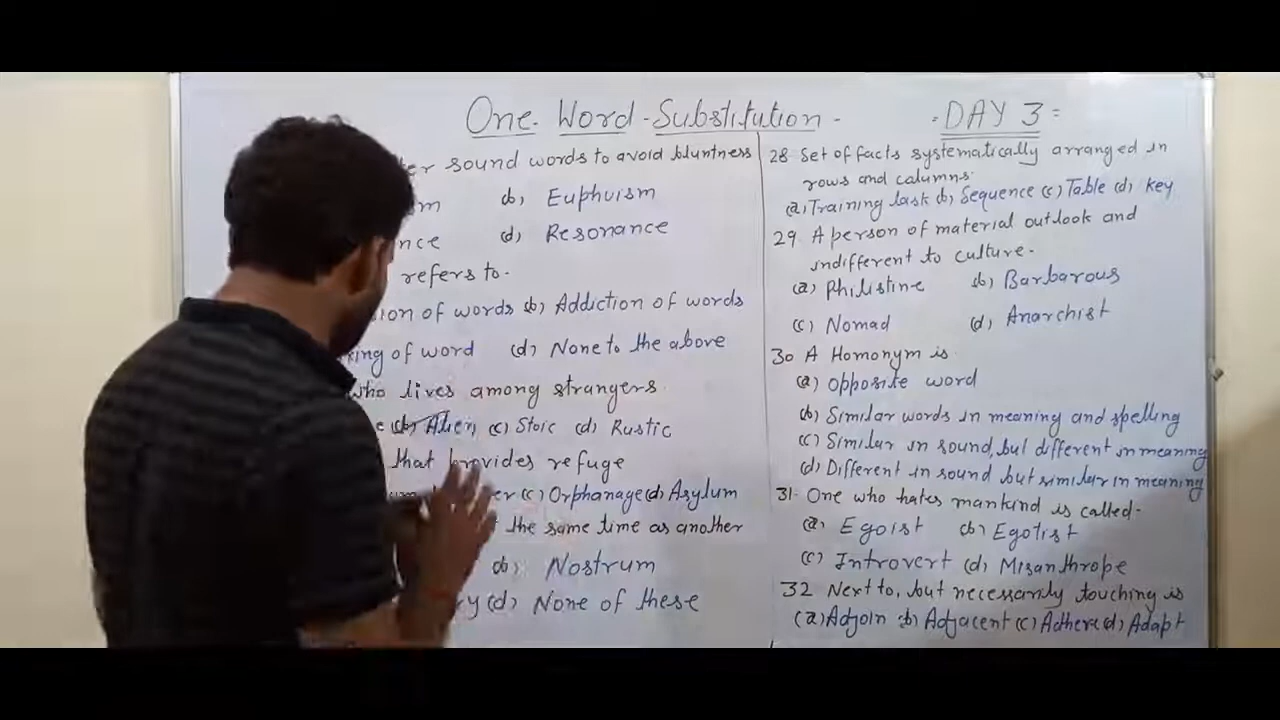 One Word Substitution - DAY 3
sound words to avoid bluntness
(b) Euphuism
nce (d) Resonance
refers to-
ion of words (b) Addiction of words
king of word (d) None to the above
who lives among strangers.
e (b) Alien (c) Stoic (d) Rustic
that provides refuge
er (c) Orphanage (d) Asylum
the same time as another
(b) Nostrum
ry (d) None of these
28. Set of facts systematically arranged in
rows and calumns.
(a) Training task (b) Sequence (c) Table (d) Key
29. A person of material outlook and
indifferent to culture-
(a) Philistine (b) Barbarous
(c) Nomad (d) Anarchist
30 A Homonym is
(a) opposite word
(b) Similar words in meaning and spelling
(c) Similar in sound, but different in meaning
(d) Different in sound but similar in meaning
31. One who hates mankind is called-
(a) Egoist (b) Egotist
(c) Introvert (d) Misanthrope
32 Next to, but necessarily touching is
(a) Adjoin (b) Adjacent (c) Adhere (d) Adapt